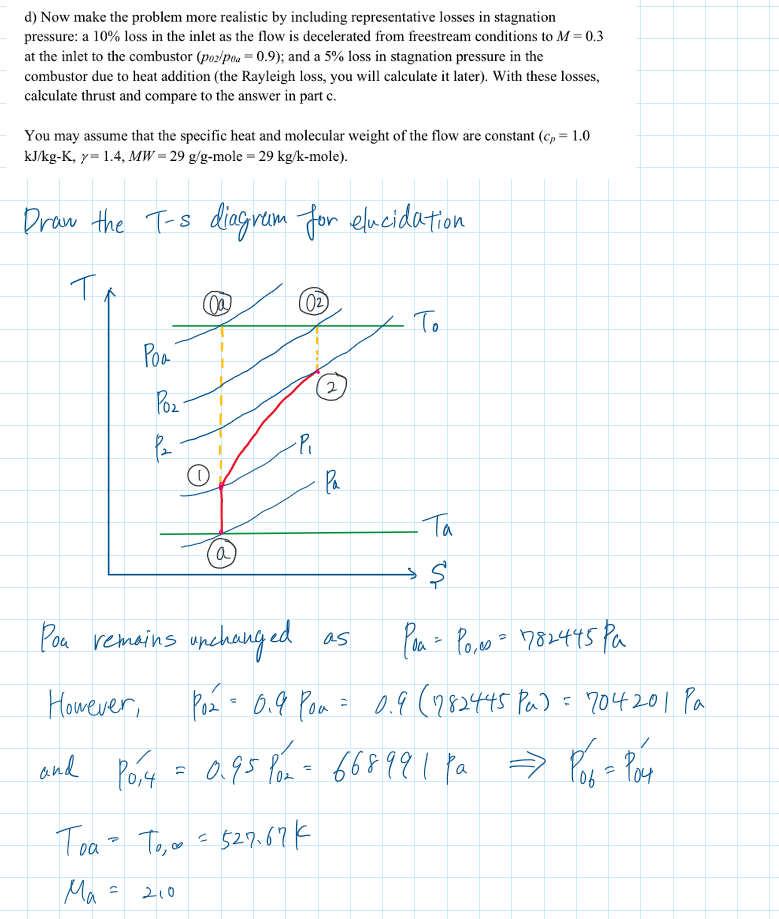 d) Now make the problem more realistic by including representative losses in stagnation
pressure: a 10% loss in the inlet as the flow is decelerated from freestream conditions to M = 0.3
at the inlet to the combustor (p02/p0a = 0.9); and a 5% loss in stagnation pressure in the
combustor due to heat addition (the Rayleigh loss, you will calculate it later). With these losses,
calculate thrust and compare to the answer in part c.
You may assume that the specific heat and molecular weight of the flow are constant (cp = 1.0
kJ/kg-K, γ = 1.4, MW = 29 g/g-mole = 29 kg/k-mole).
Draw the T-s diagram for elucidation
T
0a 02
T0
P0a
2
P02
P2 P1
1
Pa
Ta
a
S
P0a remains unchanged as P0a = P0,∞ = 782445 Pa
However, P02′ = 0.9 P0a = 0.9 (782445 Pa) = 704201 Pa
and P0,4′ = 0.95 P02′ = 668991 Pa ⇒ P06′ = P04′
T0a = T0,∞ = 527.67 K
Ma = 2.0